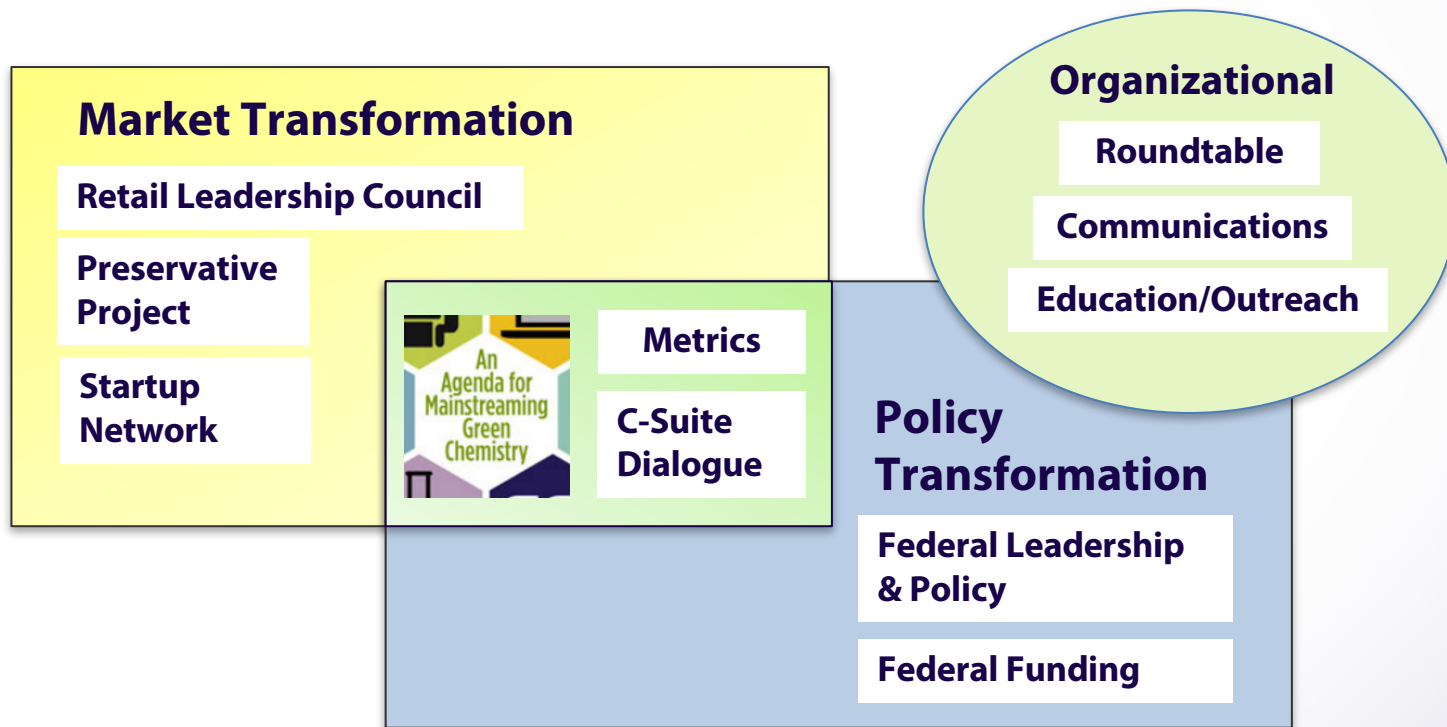 Market Transformation
Retail Leadership Council
Preservative
Project
Startup
Network
An
Agenda for
Mainstreaming
Green
Chemistry
Metrics
C-Suite
Dialogue
Organizational
Roundtable
Communications
Education/Outreach
Policy
Transformation
Federal Leadership
& Policy
Federal Funding